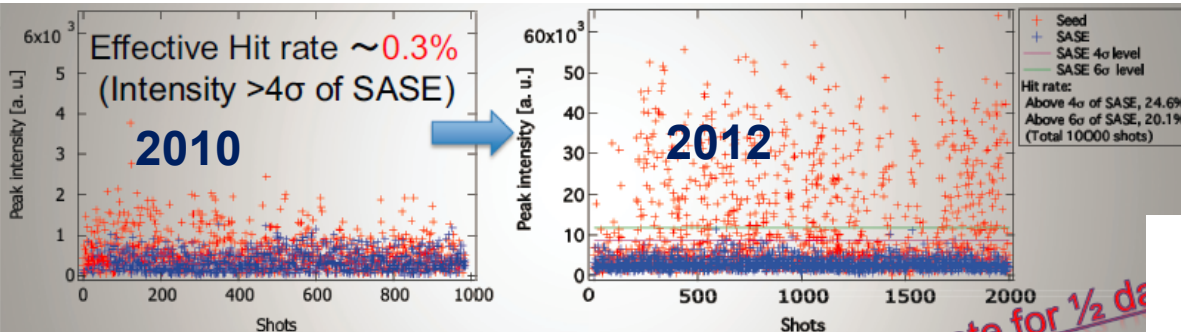 6x10³
5
4
3
2
1
0
Peak intensity [a. u.]
0 200 400 600 800 1000
Shots
Effective Hit rate ~0.3%
(Intensity >4σ of SASE)
2010
60x10³
50
40
30
20
10
0
Peak intensity [a. u.]
0 500 1000 1500 2000
Shots
2012
Seed
SASE
SASE 4σ level
SASE 6σ level
Hit rate:
Above 4σ of SASE, 24.6%
Above 6σ of SASE, 20.1%
(Total 10000 shots)
for ½